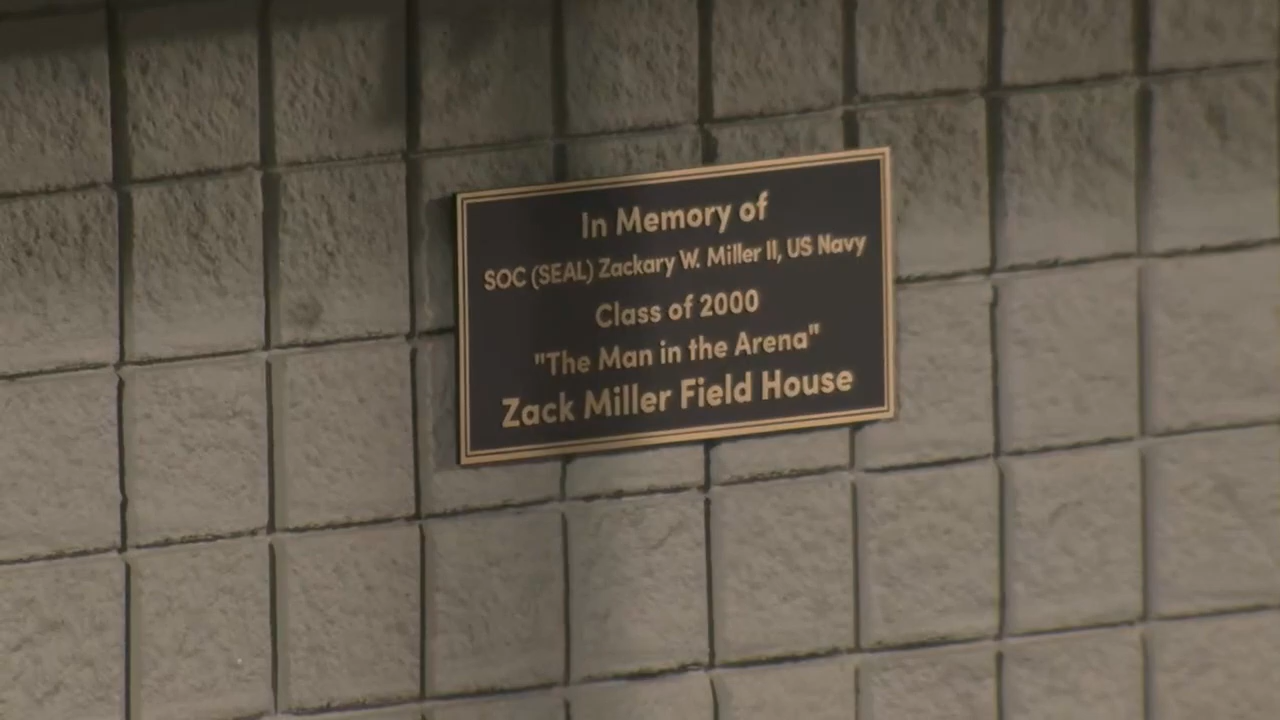 In Memory of
SOC (SEAL) Zackary W. Miller II, US Navy
Class of 2000
"The Man in the Arena"
Zack Miller Field House